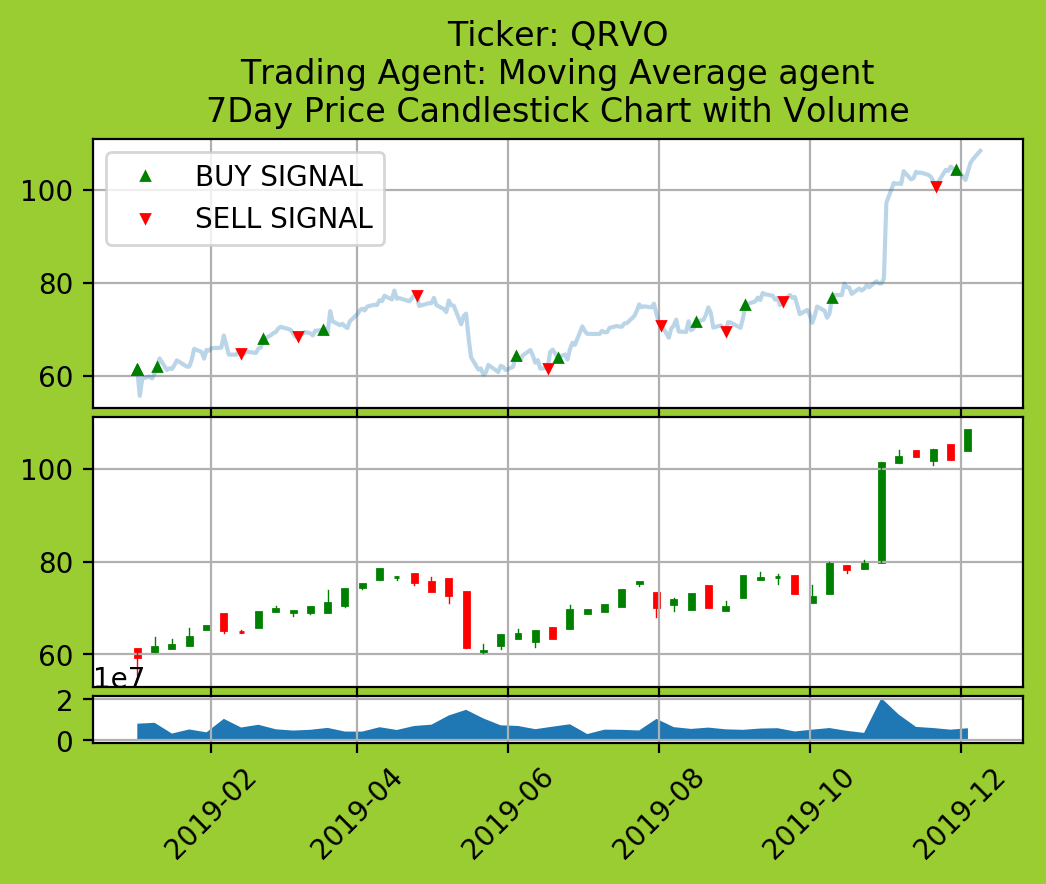 Ticker: QRVO
Trading Agent: Moving Average agent
7Day Price Candlestick Chart with Volume
BUY SIGNAL
SELL SIGNAL
100
80
60
100
80
60
1e7
2
0
2019-02
2019-04
2019-06
2019-08
2019-10
2019-12